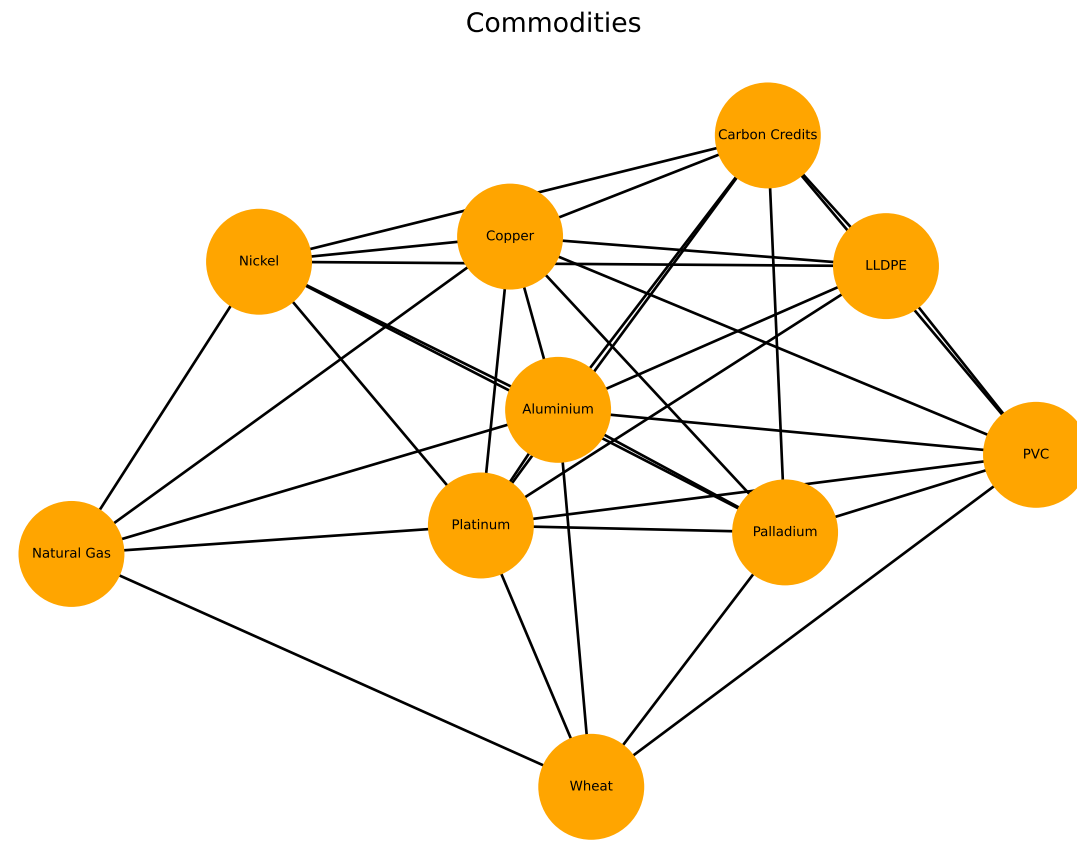 Commodities
Carbon Credits
Copper
Nickel
LLDPE
Aluminium
PVC
Platinum
Palladium
Natural Gas
Wheat